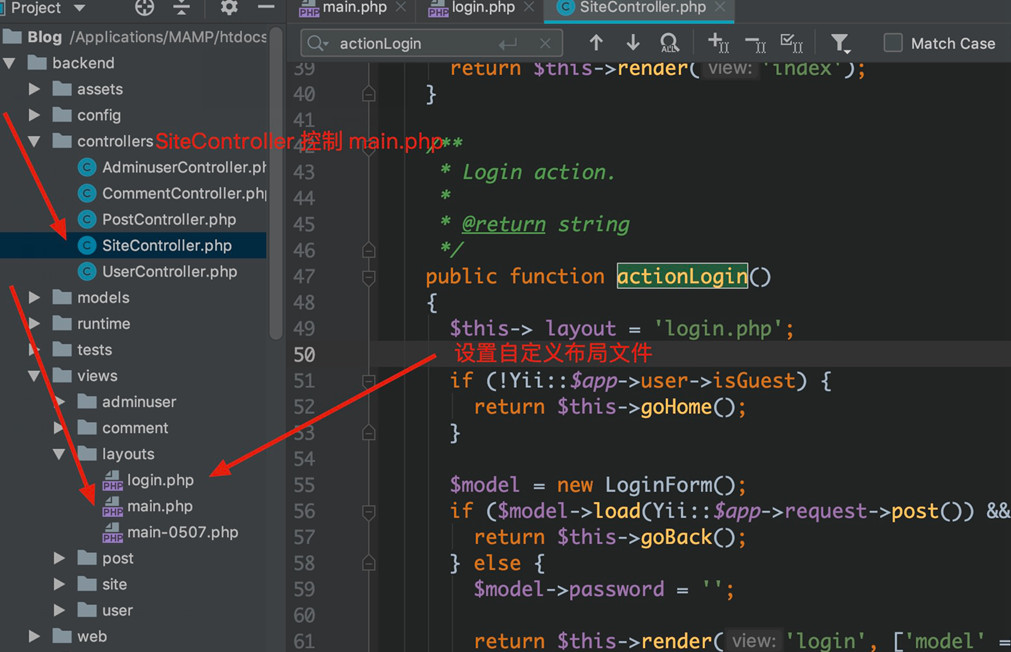 Project
main.php
login.php
SiteController.php
Blog /Applications/MAMP/htdocs
actionLogin
Match Case
backend
assets
config
controllers
SiteController 控制 main.php
AdminuserController.ph
CommentController.php
PostController.php
SiteController.php
UserController.php
models
runtime
tests
views
adminuser
comment
layouts
login.php
main.php
main-0507.php
post
site
user
web
39 return $this->render( view: 'index');
40 }
41
42 /**
43 * Login action.
44 *
45 * @return string
46 */
47 public function actionLogin()
48 {
49 $this-> layout = 'login.php';
50 设置自定义布局文件
51 if (!Yii::$app->user->isGuest) {
52 return $this->goHome();
53 }
54
55 $model = new LoginForm();
56 if ($model->load(Yii::$app->request->post()) &&
57 return $this->goBack();
58 } else {
59 $model->password = '';
60
61 return $this->render( view: 'login', ['model' =